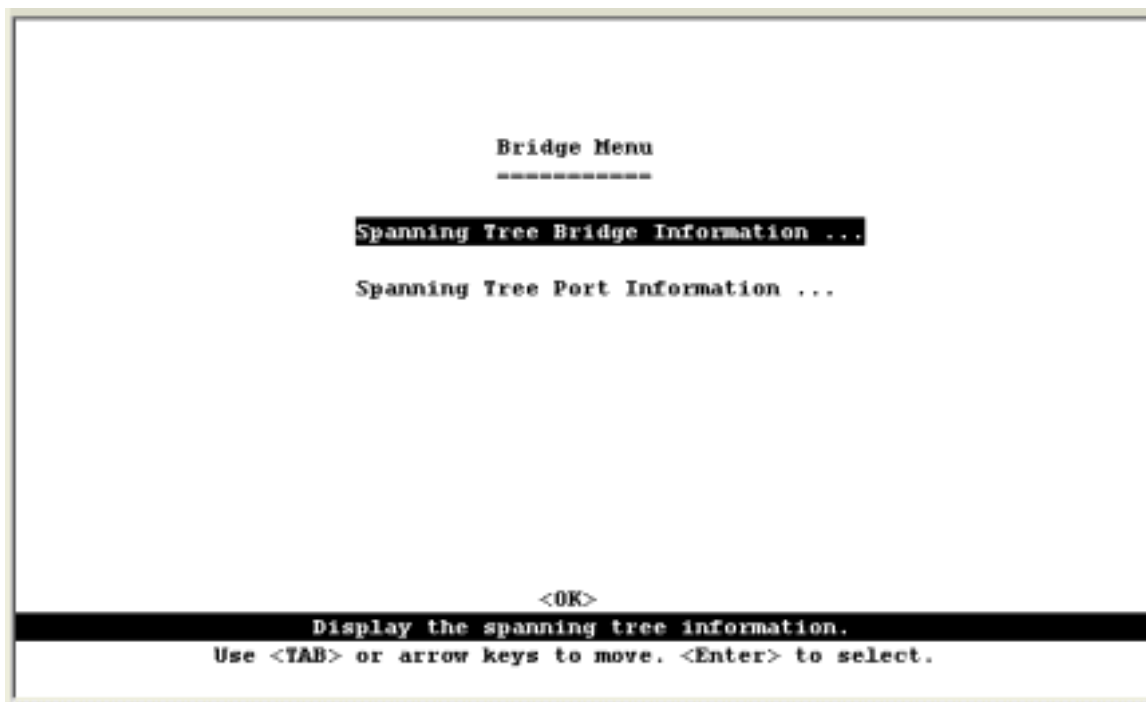 Bridge Menu
===========
Spanning Tree Bridge Information ...
Spanning Tree Port Information ...
<OK>
Display the spanning tree information.
Use <TAB> or arrow keys to move. <Enter> to select.